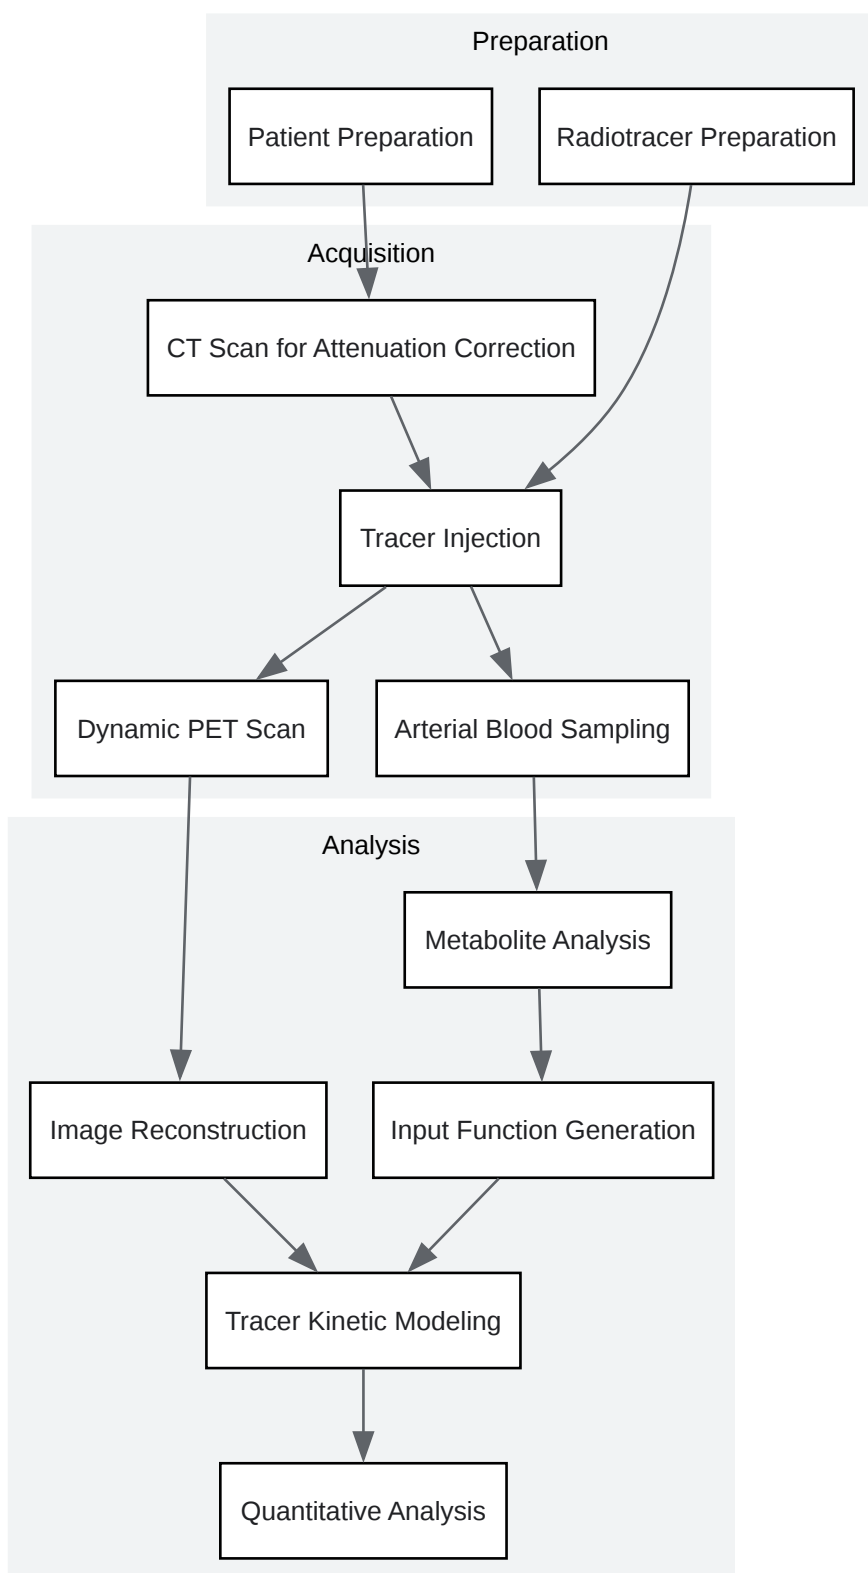 Preparation
Patient Preparation
Radiotracer Preparation
Acquisition
CT Scan for Attenuation Correction
Tracer Injection
Dynamic PET Scan
Arterial Blood Sampling
Analysis
Metabolite Analysis
Image Reconstruction
Input Function Generation
Tracer Kinetic Modeling
Quantitative Analysis